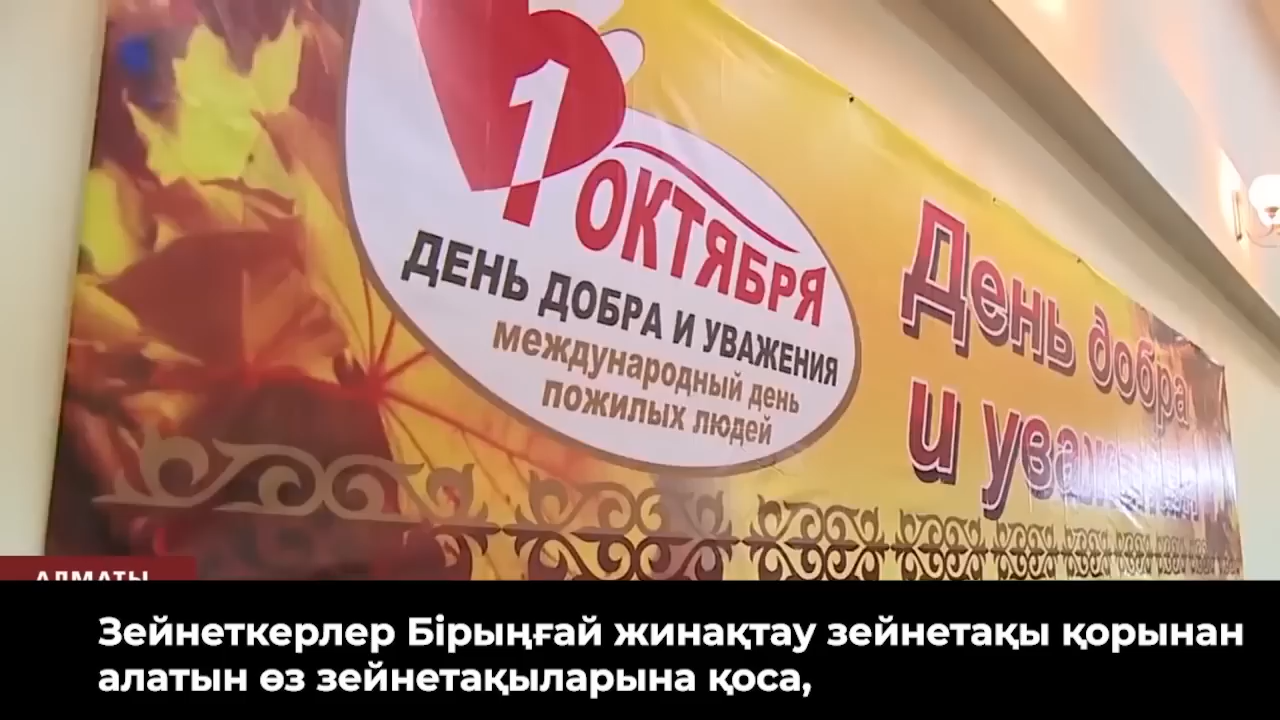 1
ОКТЯБРЯ
ДЕНЬ ДОБРА И УВАЖЕНИЯ
международный день
пожилых людей
День добра
и
АЛМАТЫ
Зейнеткерлер Бірыңғай жинақтау зейнетақы қорынан
алатын өз зейнетақыларына қоса,